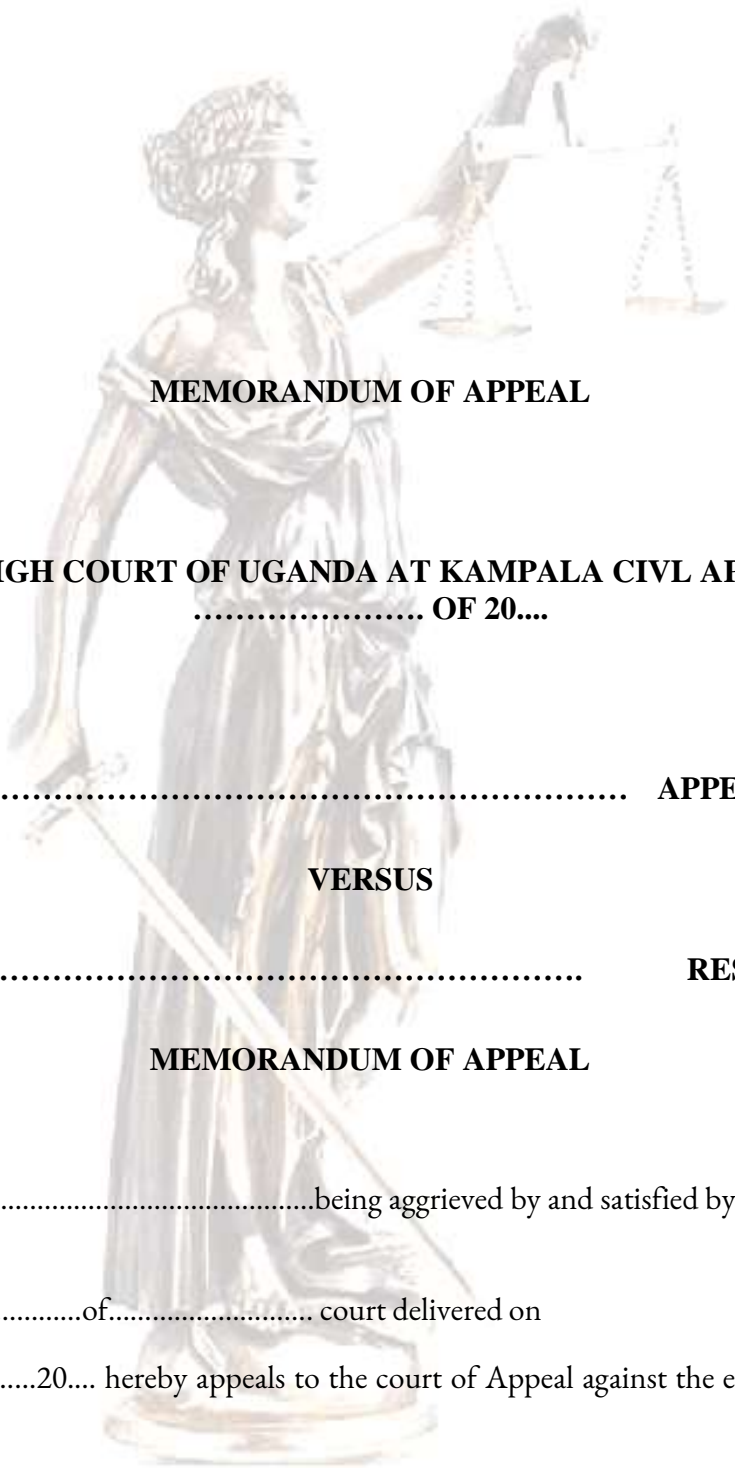 MEMORANDUM OF APPEAL
IGH COURT OF UGANDA AT KAMPALA CIVL AP
…………………. OF 20....
…………………………………………………… APPE
VERSUS
………………………………………………. RES
MEMORANDUM OF APPEAL
............................................being aggrieved by and satisfied by
...........of.......................... court delivered on
.....20.... hereby appeals to the court of Appeal against the e